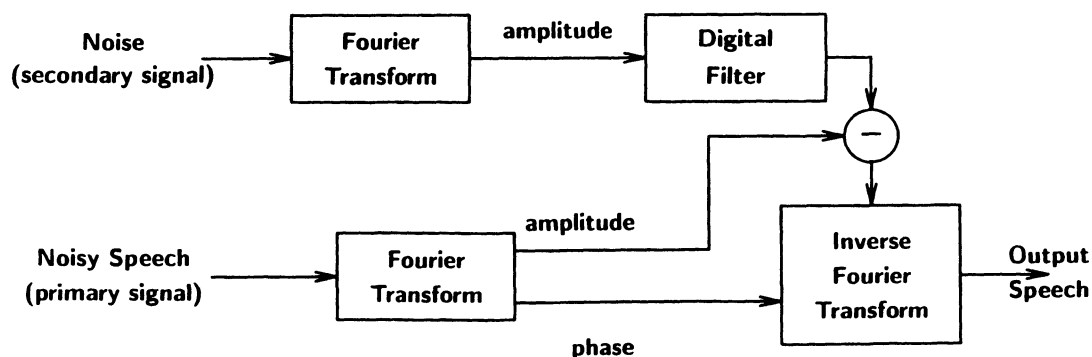 Noise
(secondary signal)
Fourier
Transform
amplitude
Digital
Filter
−
Noisy Speech
(primary signal)
Fourier
Transform
amplitude
phase
Inverse
Fourier
Transform
Output
Speech